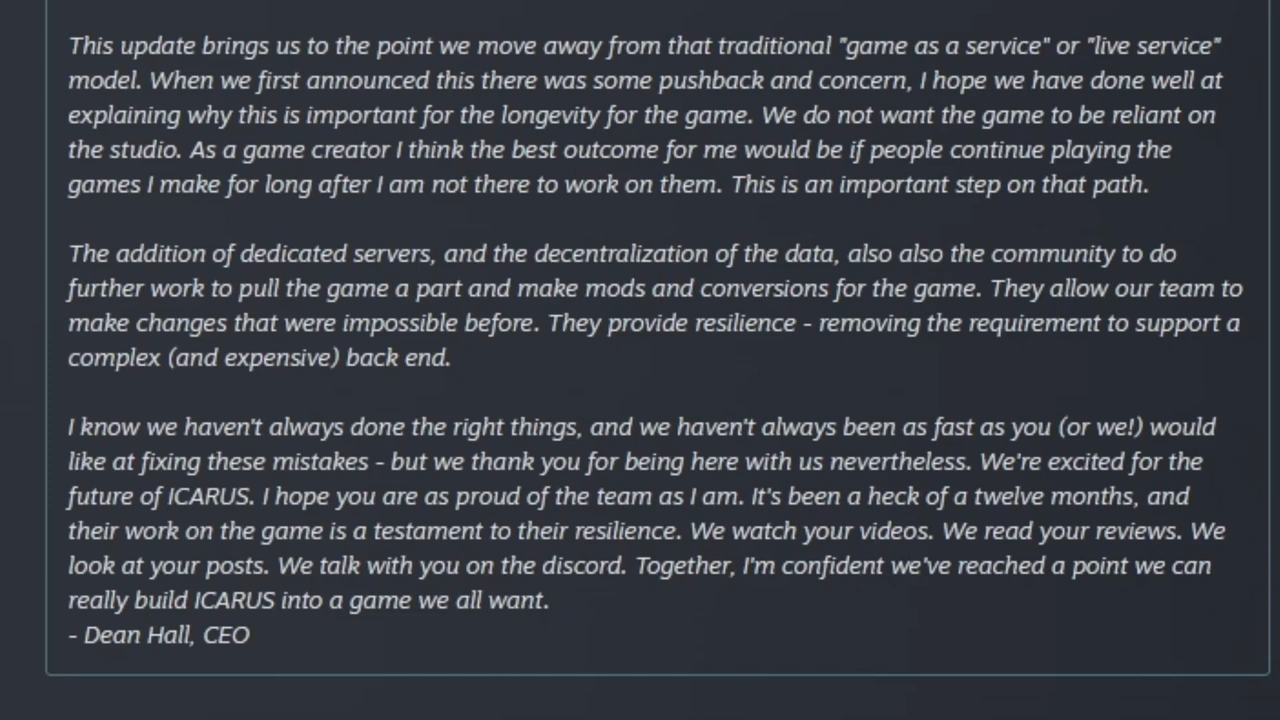 This update brings us to the point we move away from that traditional "game as a service" or "live service"
model. When we first announced this there was some pushback and concern, I hope we have done well at
explaining why this is important for the longevity for the game. We do not want the game to be reliant on
the studio. As a game creator I think the best outcome for me would be if people continue playing the
games I make for long after I am not there to work on them. This is an important step on that path.
The addition of dedicated servers, and the decentralization of the data, also also the community to do
further work to pull the game a part and make mods and conversions for the game. They allow our team to
make changes that were impossible before. They provide resilience - removing the requirement to support a
complex (and expensive) back end.
I know we haven't always done the right things, and we haven't always been as fast as you (or we!) would
like at fixing these mistakes - but we thank you for being here with us nevertheless. We're excited for the
future of ICARUS. I hope you are as proud of the team as I am. It's been a heck of a twelve months, and
their work on the game is a testament to their resilience. We watch your videos. We read your reviews. We
look at your posts. We talk with you on the discord. Together, I'm confident we've reached a point we can
really build ICARUS into a game we all want.
- Dean Hall, CEO